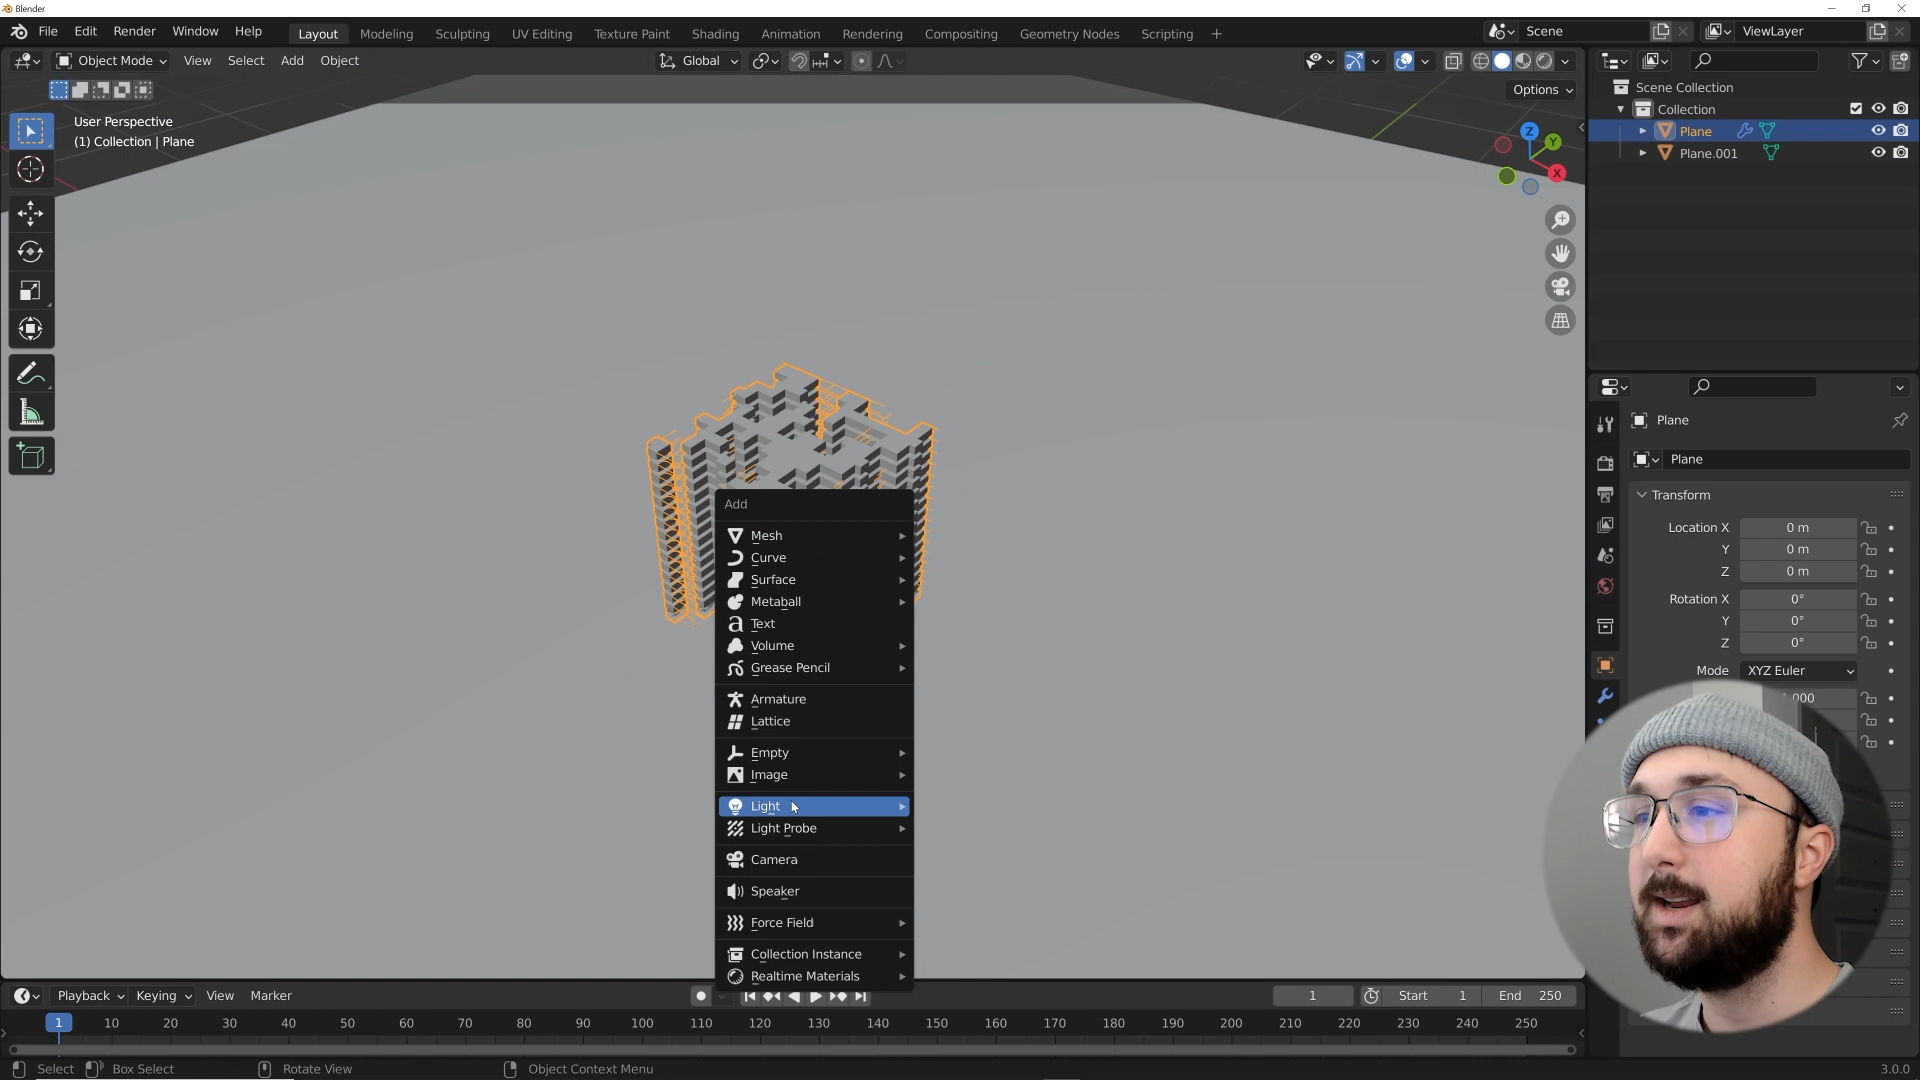 Blender
File Edit Render Window Help Layout Modeling Sculpting UV Editing Texture Paint Shading Animation Rendering Compositing Geometry Nodes Scripting + Scene ViewLayer
Object Mode View Select Add Object Global
Options
User Perspective
(1) Collection | Plane
Z
Y
X
Scene Collection
Collection
Plane
Plane.001
Plane
Plane
Transform
Location X 0 m
Y 0 m
Z 0 m
Rotation X 0°
Y 0°
Z 0°
Mode XYZ Euler
Add
Mesh
Curve
Surface
Metaball
Text
Volume
Grease Pencil
Armature
Lattice
Empty
Image
Light
Light Probe
Camera
Speaker
Force Field
Collection Instance
Realtime Materials
Playback Keying View Marker 1 Start 1 End 250
1 10 20 30 40 50 60 70 80 90 100 110 120 130 140 150 160 170 180 190 200 210 220 230 240 250
Select Box Select Rotate View Object Context Menu 3.0.0